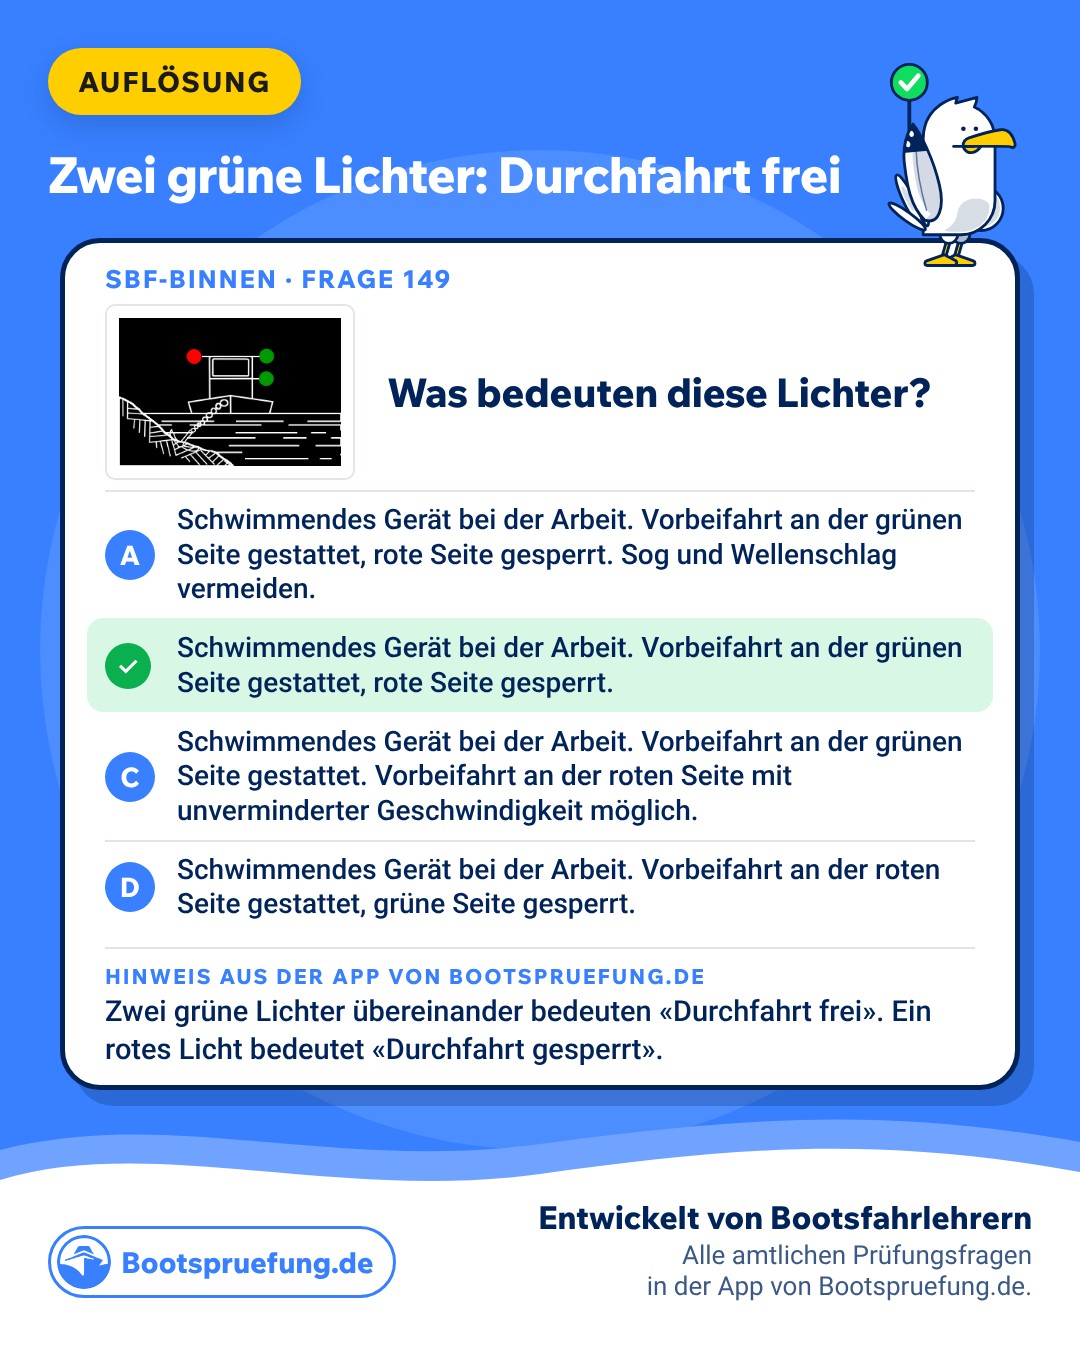 AUFLÖSUNG
Zwei grüne Lichter: Durchfahrt frei
SBF-BINNEN · FRAGE 149
Was bedeuten diese Lichter?
A
Schwimmendes Gerät bei der Arbeit. Vorbeifahrt an der grünen
Seite gestattet, rote Seite gesperrt. Sog und Wellenschlag
vermeiden.
Schwimmendes Gerät bei der Arbeit. Vorbeifahrt an der grünen
Seite gestattet, rote Seite gesperrt.
C
Schwimmendes Gerät bei der Arbeit. Vorbeifahrt an der grünen
Seite gestattet. Vorbeifahrt an der roten Seite mit
unverminderter Geschwindigkeit möglich.
D
Schwimmendes Gerät bei der Arbeit. Vorbeifahrt an der roten
Seite gestattet, grüne Seite gesperrt.
HINWEIS AUS DER APP VON BOOTSPRUEFUNG.DE
Zwei grüne Lichter übereinander bedeuten «Durchfahrt frei». Ein
rotes Licht bedeutet «Durchfahrt gesperrt».
Bootspruefung.de
Entwickelt von Bootsfahrlehrern
Alle amtlichen Prüfungsfragen
in der App von Bootspruefung.de.